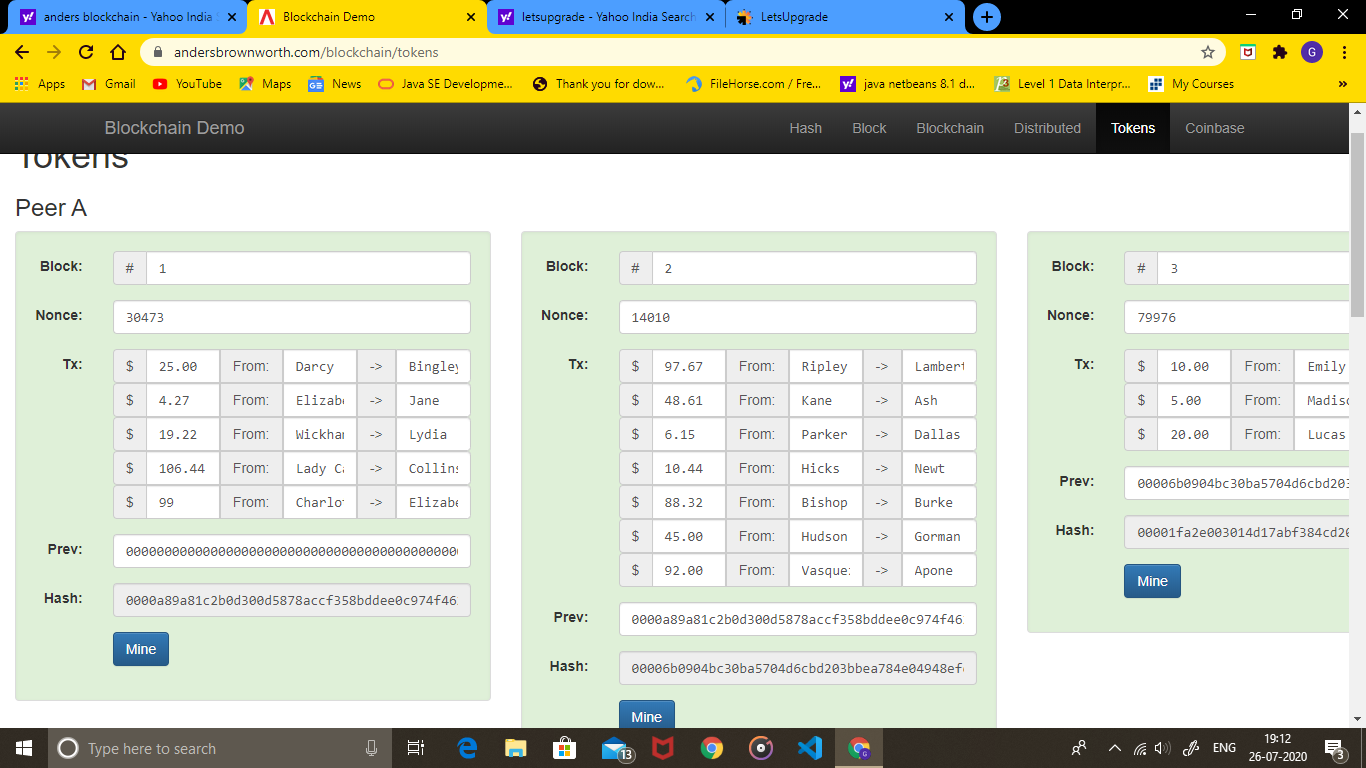 anders blockchain - Yahoo India
Blockchain Demo
letsupgrade - Yahoo India Search
LetsUpgrade
andersbrownworth.com/blockchain/tokens
G
Apps Gmail YouTube Maps News Java SE Developme... Thank you for dow... FileHorse.com / Fre... java netbeans 8.1 d... Level 1 Data Interpr... My Courses »
Blockchain Demo Hash Block Blockchain Distributed Tokens Coinbase
Tokens
Peer A
Block: # 1
Nonce: 30473
Tx: $ 25.00 From: Darcy -> Bingley
$ 4.27 From: Elizabe -> Jane
$ 19.22 From: Wickham -> Lydia
$ 106.44 From: Lady Ca -> Collins
$ 99 From: Charlot -> Elizabe
Prev: 00000000000000000000000000000000000000000000
Hash: 0000a89a81c2b0d300d5878accf358bddee0c974f46
Mine
Block: # 2
Nonce: 14010
Tx: $ 97.67 From: Ripley -> Lambert
$ 48.61 From: Kane -> Ash
$ 6.15 From: Parker -> Dallas
$ 10.44 From: Hicks -> Newt
$ 88.32 From: Bishop -> Burke
$ 45.00 From: Hudson -> Gorman
$ 92.00 From: Vasque -> Apone
Prev: 0000a89a81c2b0d300d5878accf358bddee0c974f46
Hash: 00006b0904bc30ba5704d6cbd203bbea784e04948ef
Mine
Block: # 3
Nonce: 79976
Tx: $ 10.00 From: Emily
$ 5.00 From: Madiso
$ 20.00 From: Lucas
Prev: 00006b0904bc30ba5704d6cbd203
Hash: 00001fa2e003014d17abf384cd20
Mine
Type here to search
13
ENG
19:12
26-07-2020
3